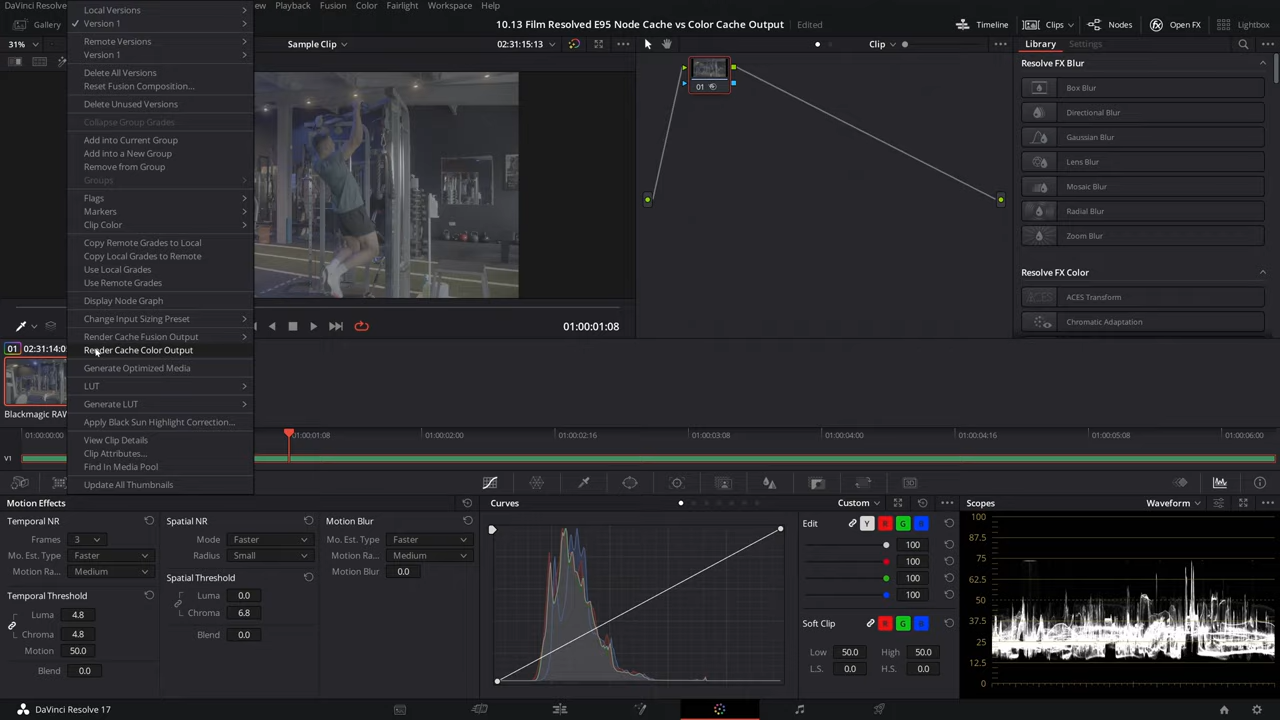 DaVinci Resolve
View
Playback
Fusion
Color
Fairlight
Workspace
Help
Gallery
10.13 Film Resolved E95 Node Cache vs Color Cache Output
Edited
Timeline
Clips
Nodes
Open FX
Lightbox
31%
Sample Clip
02:31:15:13
Clip
Library
Settings
Local Versions
Version 1
Remote Versions
Version 1
Delete All Versions
Reset Fusion Composition...
Delete Unused Versions
Collapse Group Grades
Add into Current Group
Add into a New Group
Remove from Group
Groups
Flags
Markers
Clip Color
Copy Remote Grades to Local
Copy Local Grades to Remote
Use Local Grades
Use Remote Grades
Display Node Graph
Change Input Sizing Preset
Render Cache Fusion Output
Render Cache Color Output
Generate Optimized Media
LUT
Generate LUT
Apply Black Sun Highlight Correction...
View Clip Details
Clip Attributes...
Find In Media Pool
Update All Thumbnails
01
Resolve FX Blur
Box Blur
Directional Blur
Gaussian Blur
Lens Blur
Mosaic Blur
Radial Blur
Zoom Blur
Resolve FX Color
ACES Transform
Chromatic Adaptation
01:00:01:08
01
02:31:14:0
Blackmagic RAW
01:00:00:00
01:00:01:08
01:00:02:00
01:00:02:16
01:00:03:08
01:00:04:00
01:00:04:16
01:00:05:08
01:00:06:00
V1
Motion Effects
Temporal NR
Frames
3
Mo. Est. Type
Faster
Motion Ra...
Medium
Temporal Threshold
Luma
4.8
Chroma
4.8
Motion
50.0
Blend
0.0
Spatial NR
Mode
Faster
Radius
Small
Spatial Threshold
Luma
0.0
Chroma
6.8
Blend
0.0
Motion Blur
Mo. Est. Type
Faster
Motion Ra...
Medium
Motion Blur
0.0
Curves
Custom
Edit
Y
R
G
B
100
100
100
100
Soft Clip
R
G
B
Low
50.0
High
50.0
L.S.
0.0
H.S.
0.0
Scopes
Waveform
100
87.5
75
62.5
50
37.5
25
12.5
0
DaVinci Resolve 17